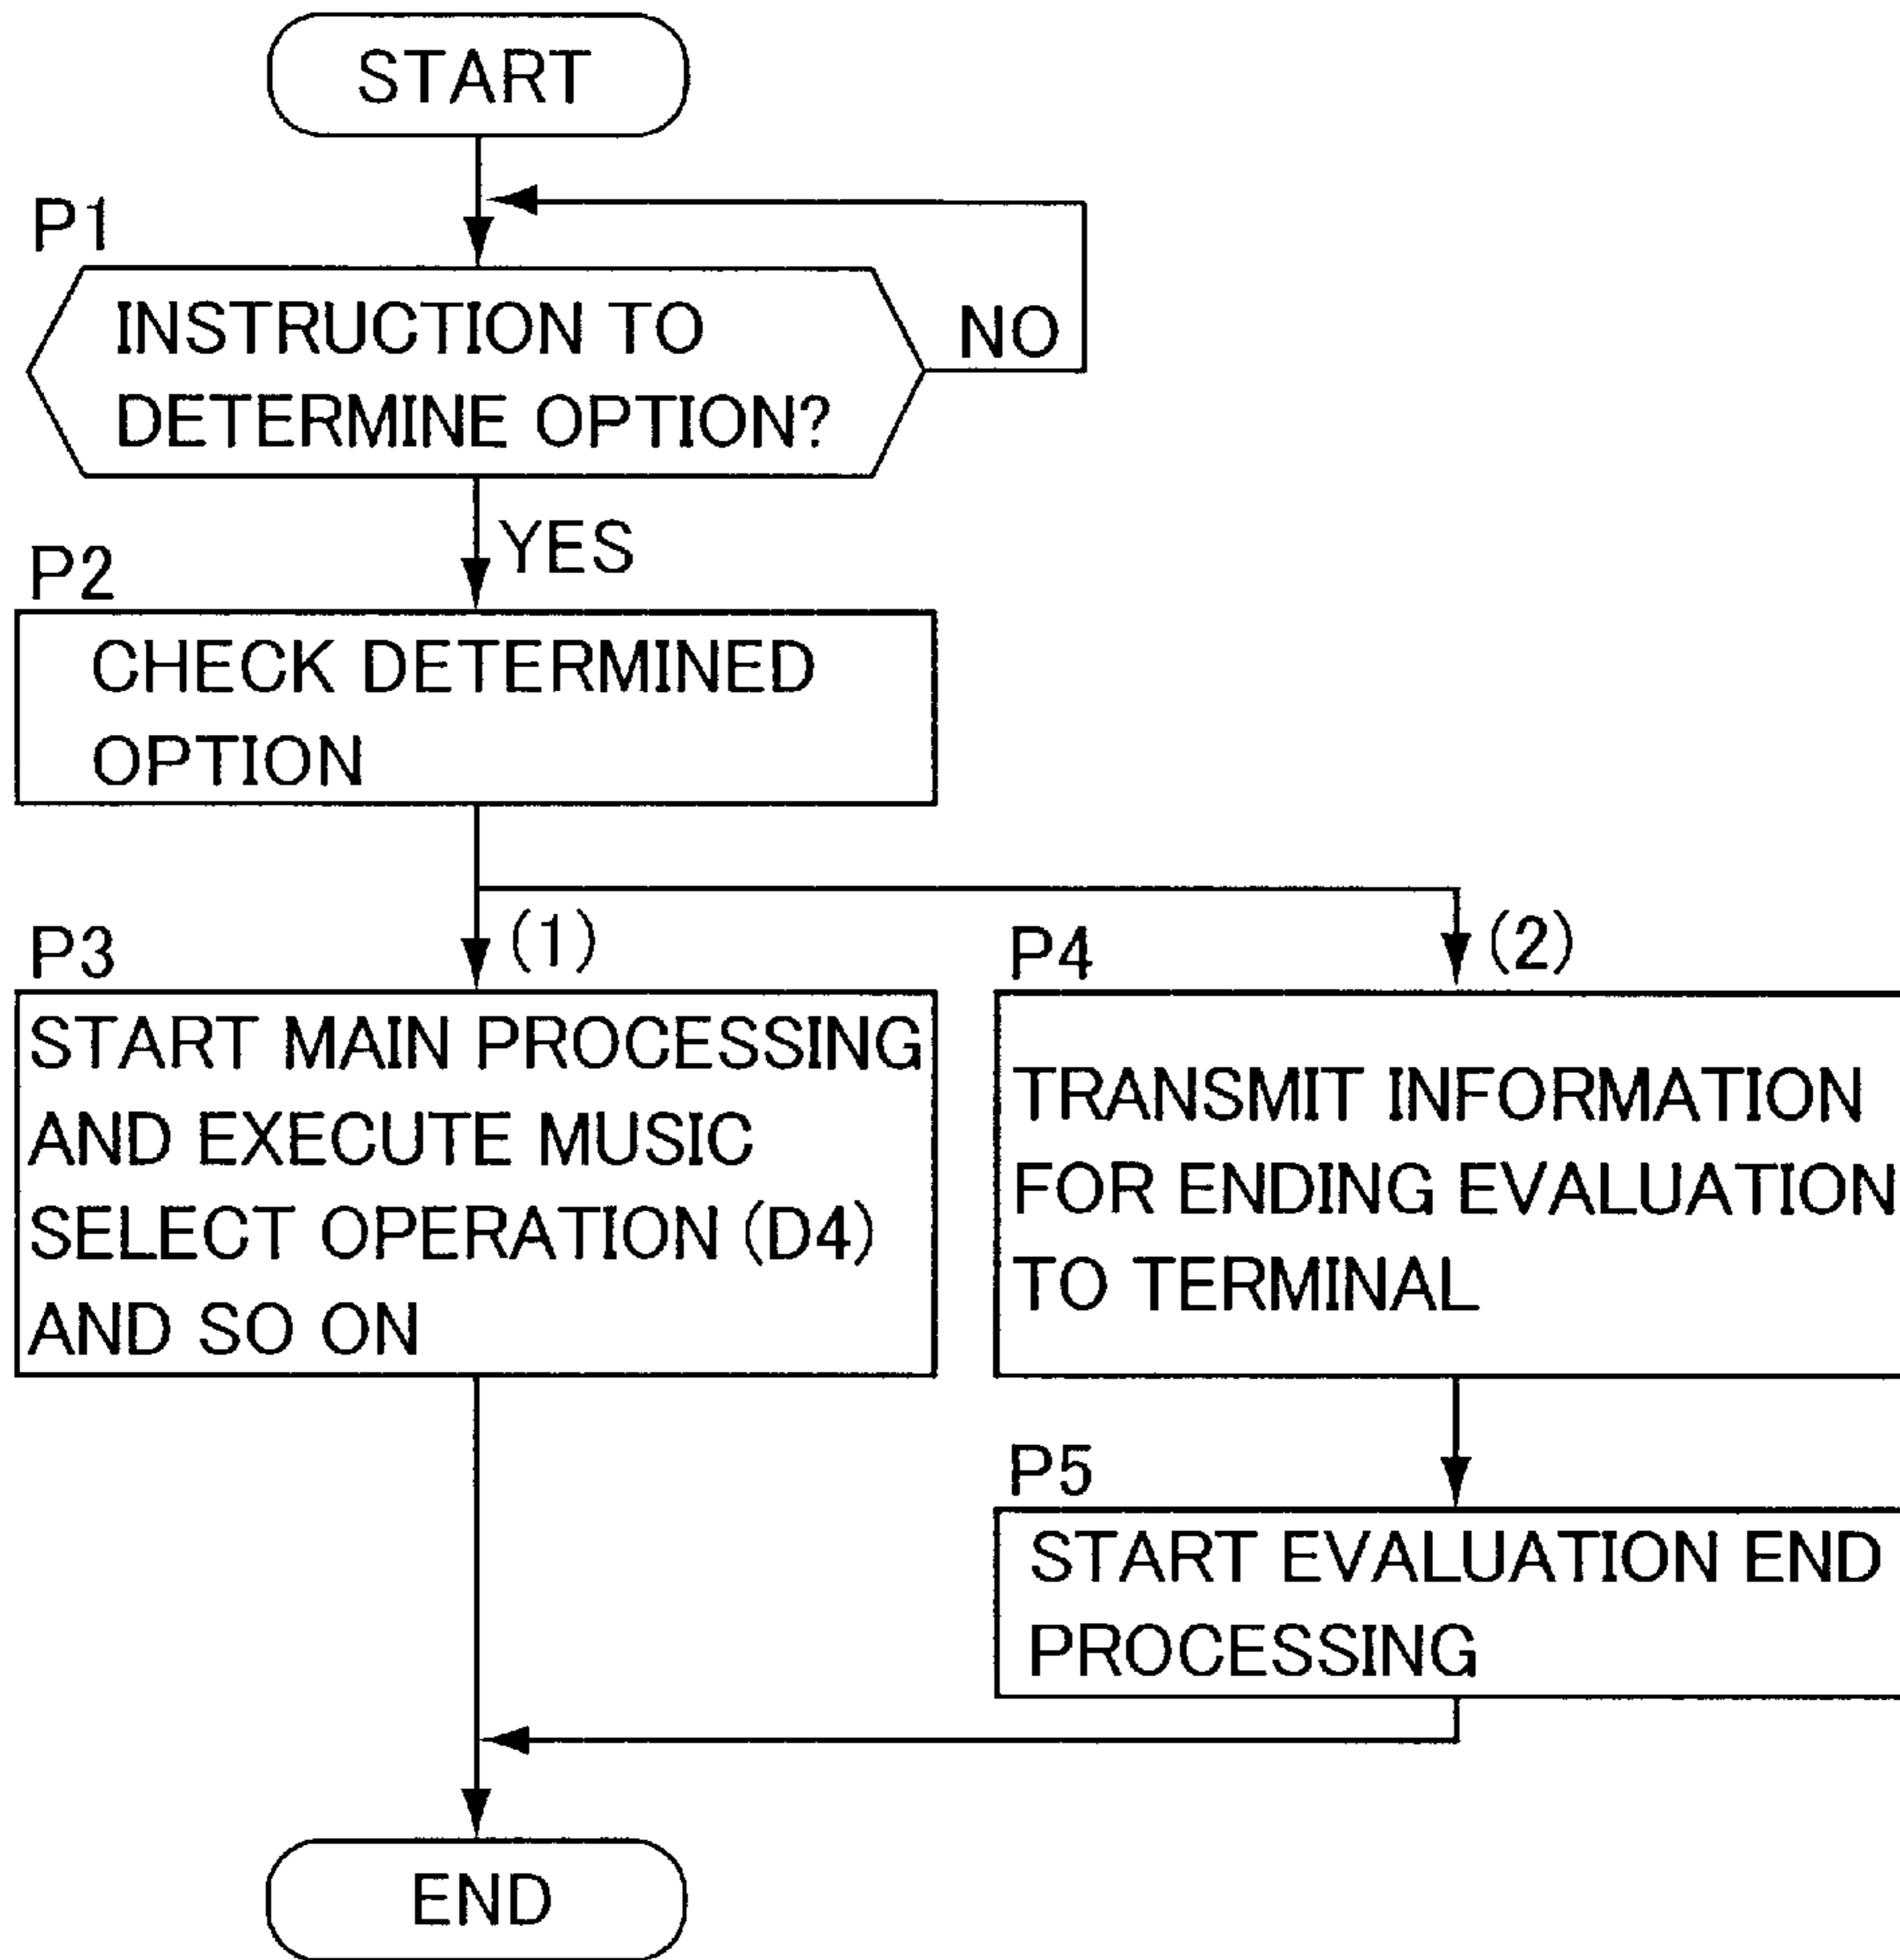 START
P1
INSTRUCTION TO
DETERMINE OPTION?
NO
YES
P2
CHECK DETERMINED
OPTION
P3
(1)
START MAIN PROCESSING
AND EXECUTE MUSIC
SELECT OPERATION (D4)
AND SO ON
P4
(2)
TRANSMIT INFORMATION
FOR ENDING EVALUATION
TO TERMINAL
P5
START EVALUATION END
PROCESSING
END